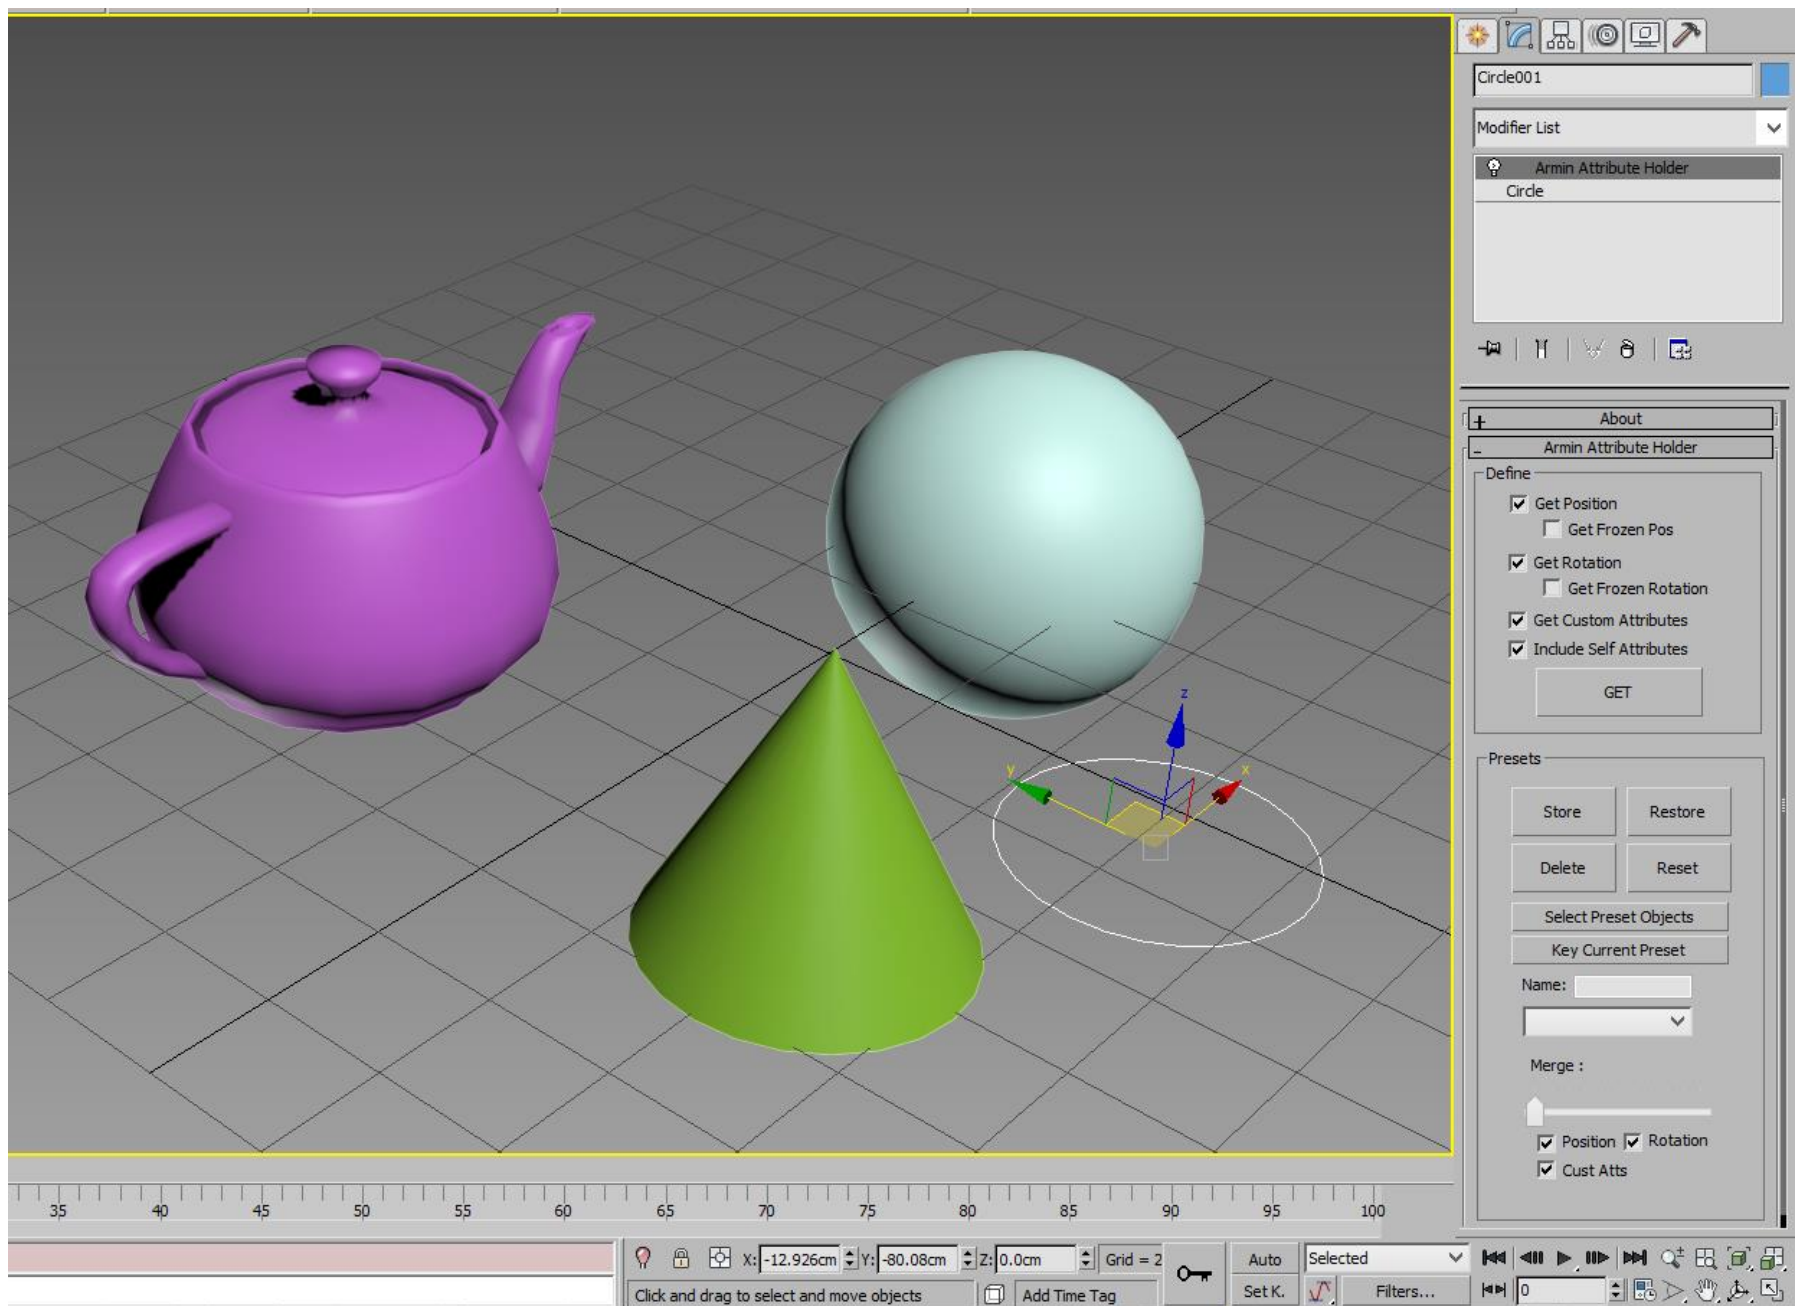 Circle001
Modifier List
Armin Attribute Holder
Circle
+ About
- Armin Attribute Holder
Define
Get Position
Get Frozen Pos
Get Rotation
Get Frozen Rotation
Get Custom Attributes
Include Self Attributes
GET
Presets
Store Restore
Delete Reset
Select Preset Objects
Key Current Preset
Name:
Merge :
Position Rotation
Cust Atts
z
y x
35 40 45 50 55 60 65 70 75 80 85 90 95 100
X: -12.926cm Y: -80.08cm Z: 0.0cm Grid = 2 Auto Selected
Click and drag to select and move objects Add Time Tag Set K. Filters... 0